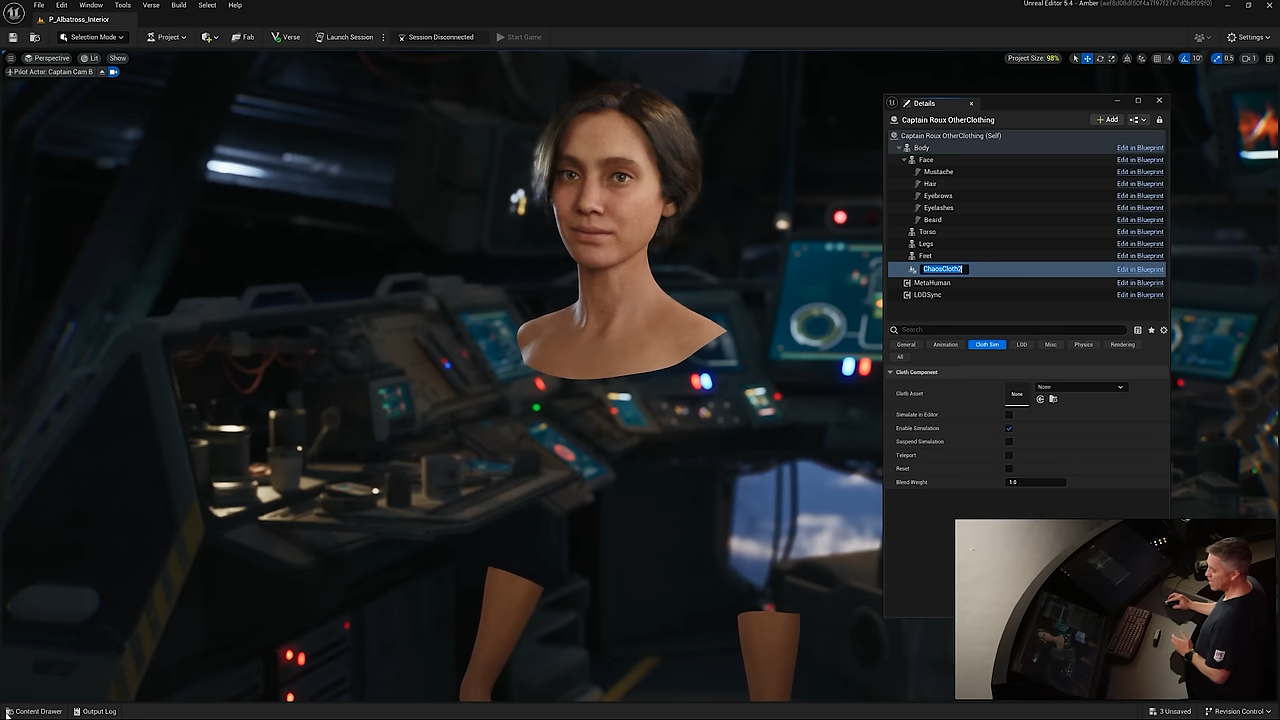 File Edit Window Tools Verse Build Select Help
Unreal Editor 5.4 - Amber
P_Albatross_Interior
Selection Mode Project Fab Verse Launch Session Session Disconnected Start Game Settings
Perspective Lit Show
Project Size: 98% 4 10° 0.5 1
Pilot Actor: Captain Cam B
Details
Captain Roux OtherClothing
+ Add
Captain Roux OtherClothing (Self)
Body Edit in Blueprint
Face Edit in Blueprint
Mustache Edit in Blueprint
Hair Edit in Blueprint
Eyebrows Edit in Blueprint
Eyelashes Edit in Blueprint
Beard Edit in Blueprint
Torso Edit in Blueprint
Legs Edit in Blueprint
Feet Edit in Blueprint
ChaosCloth2 Edit in Blueprint
MetaHuman Edit in Blueprint
LODSync Edit in Blueprint
Search
General Animation Cloth Sim LOD Misc Physics Rendering
All
Cloth Component
Cloth Asset None None
Simulate in Editor
Enable Simulation
Suspend Simulation
Teleport
Reset
Blend Weight 1.0
Content Drawer Output Log 3 Unsaved Revision Control